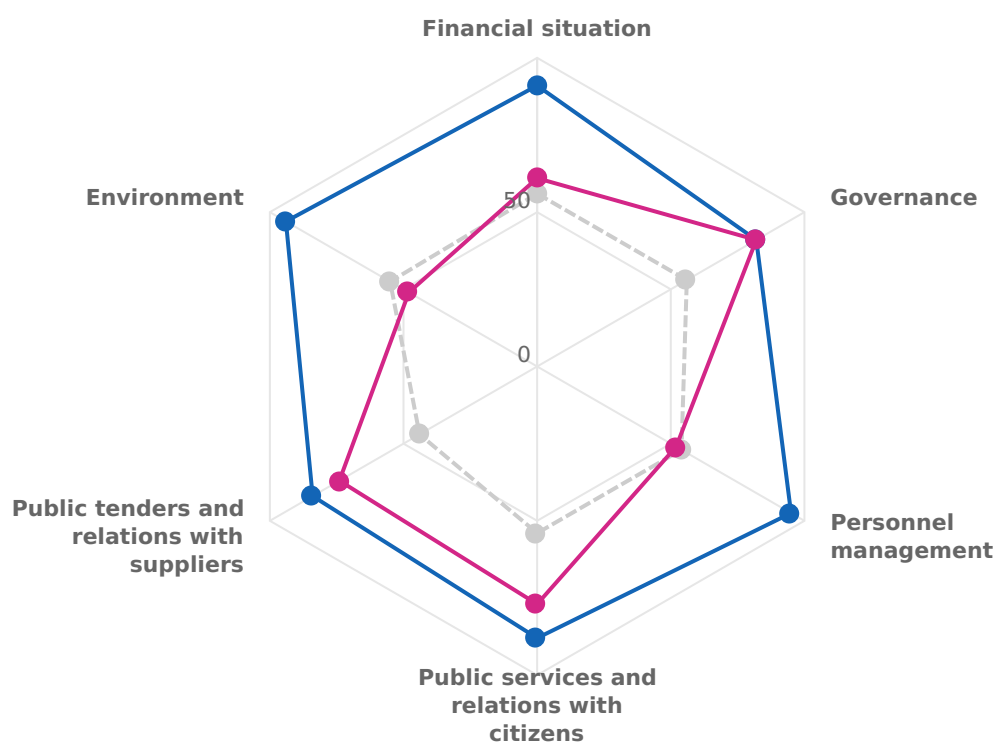 Financial situation
Environment
50
Governance
0
Public tenders and
relations with
suppliers
Personnel
management
Public services and
relations with
citizens